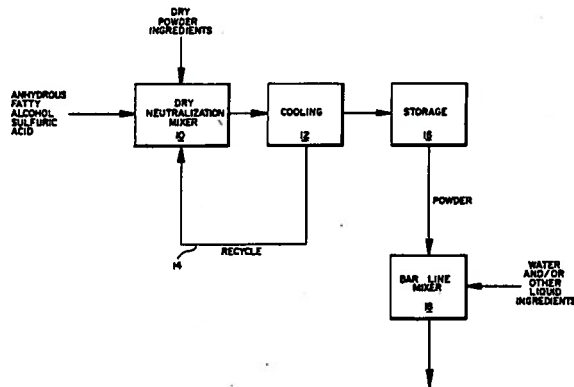 DRY
POWDER
INGREDIENTS
ANHYDROUS
FATTY
ALCOHOL
SULFURIC
ACID
DRY
NEUTRALIZATION
MIXER
10
COOLING
12
STORAGE
16
RECYCLE
14
POWDER
BAR LINE
MIXER
18
WATER
AND/OR
OTHER
LIQUID
INGREDIENTS